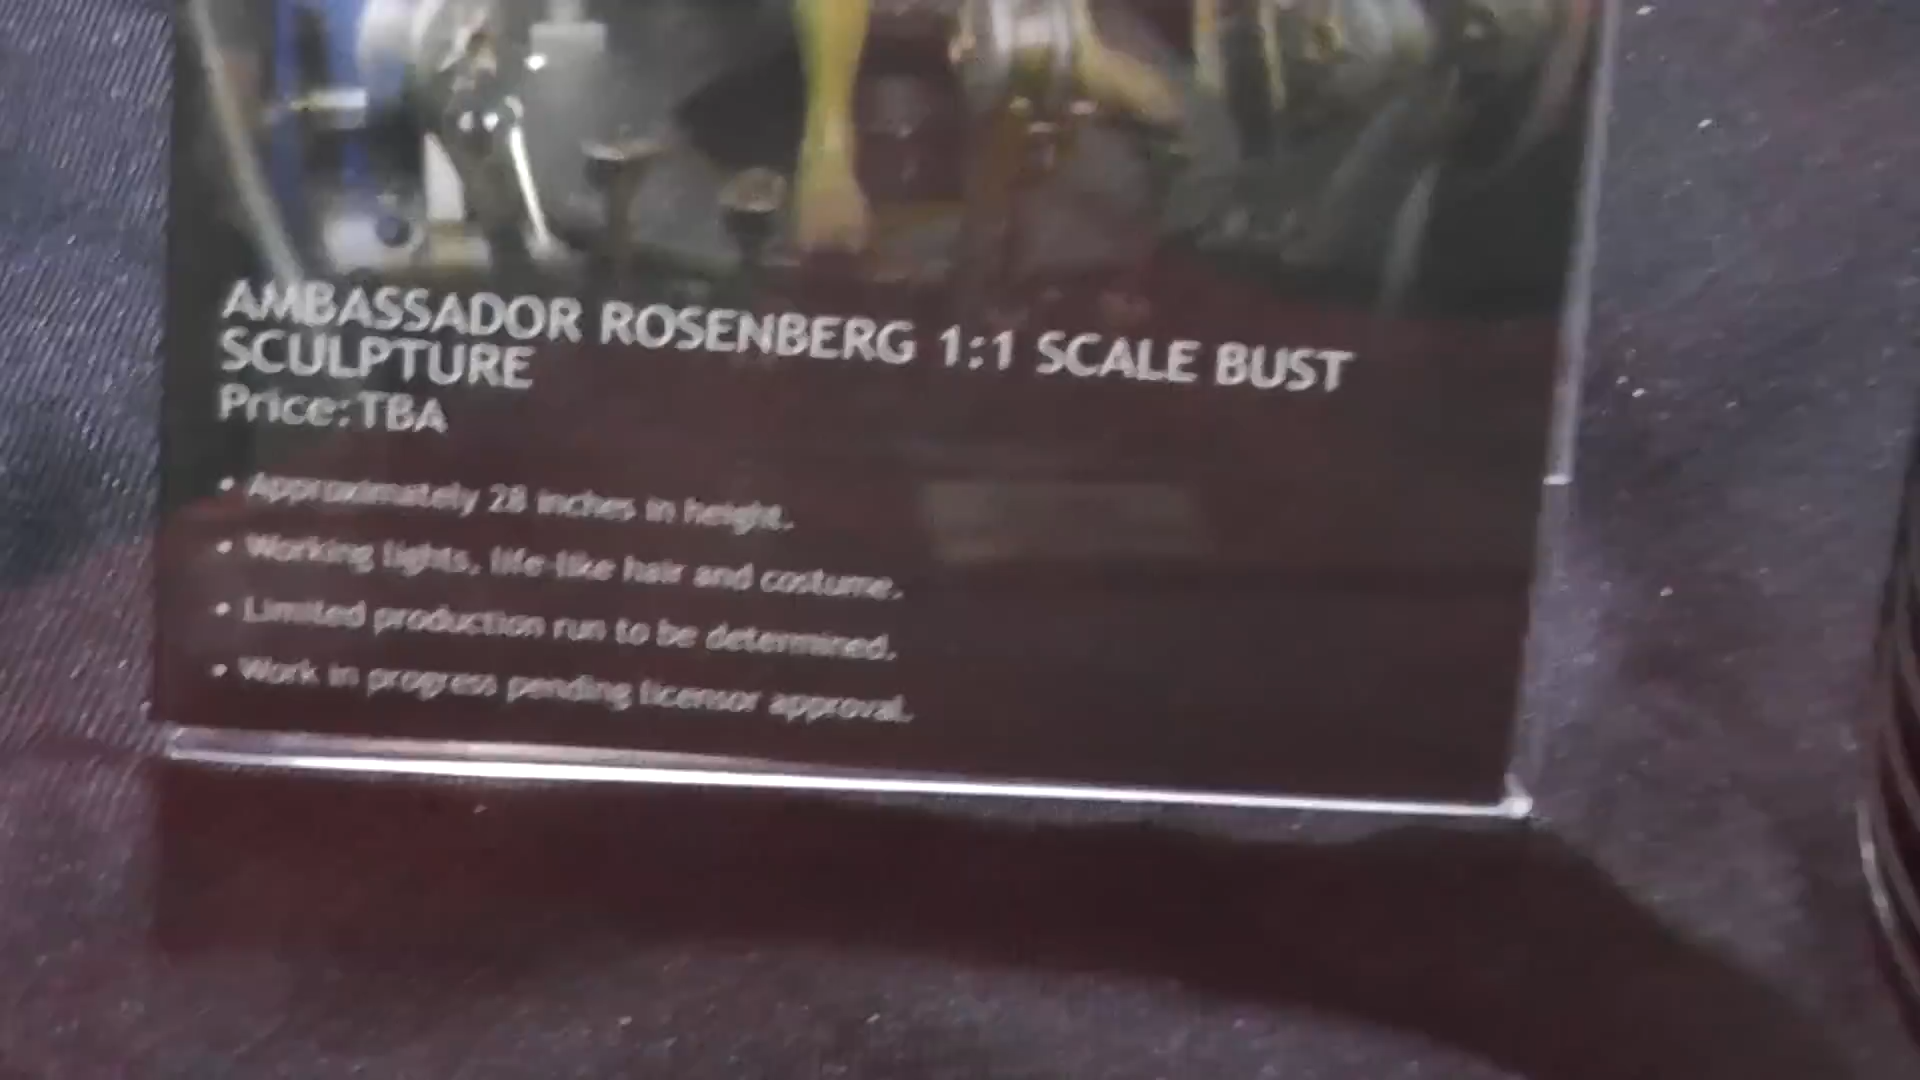 AMBASSADOR ROSENBERG 1:1 SCALE BUST
SCULPTURE
Price: TBA
• Approximately 28 inches in height.
• Working lights, life-like hair and costume.
• Limited production run to be determined.
• Work in progress pending licensor approval.